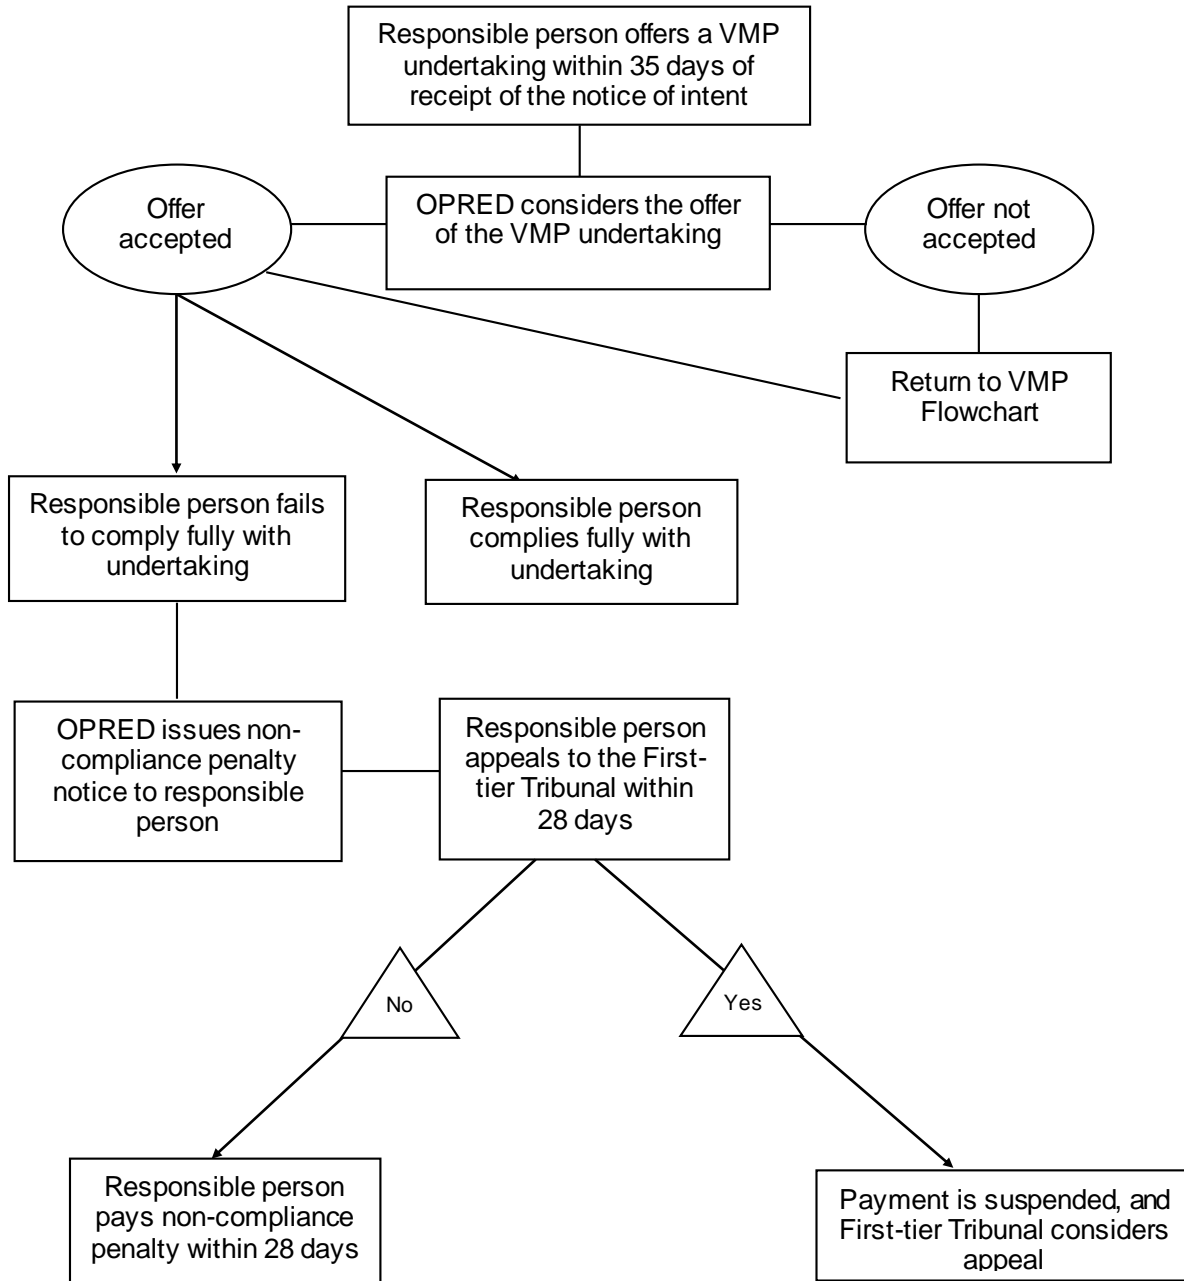 Responsible person offers a VMP
undertaking within 35 days of
receipt of the notice of intent
Offer
accepted
OPRED considers the offer
of the VMP undertaking
Offer not
accepted
Return to VMP
Flowchart
Responsible person fails
to comply fully with
undertaking
Responsible person
complies fully with
undertaking
OPRED issues non-
compliance penalty
notice to responsible
person
Responsible person
appeals to the First-
tier Tribunal within
28 days
No
Yes
Responsible person
pays non-compliance
penalty within 28 days
Payment is suspended, and
First-tier Tribunal considers
appeal